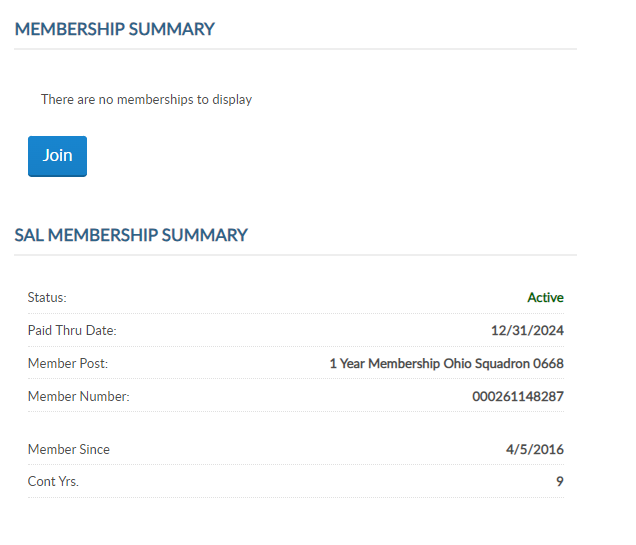 MEMBERSHIP SUMMARY
There are no memberships to display
Join
SAL MEMBERSHIP SUMMARY
Status: Active
Paid Thru Date: 12/31/2024
Member Post: 1 Year Membership Ohio Squadron 0668
Member Number: 000261148287
Member Since 4/5/2016
Cont Yrs. 9